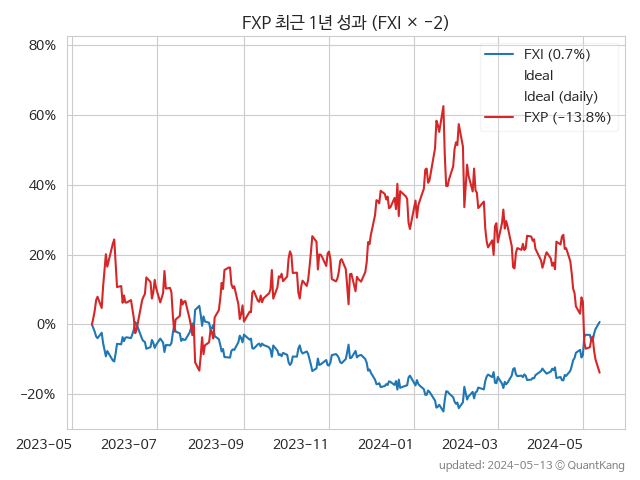 FXP 최근 1년 성과 (FXI × −2)
80%
60%
40%
20%
0%
−20%
FXI (0.7%)
Ideal
Ideal (daily)
FXP (−13.8%)
2023−05
2023−07
2023−09
2023−11
2024−01
2024−03
2024−05
updated: 2024−05−13 © QuantKang